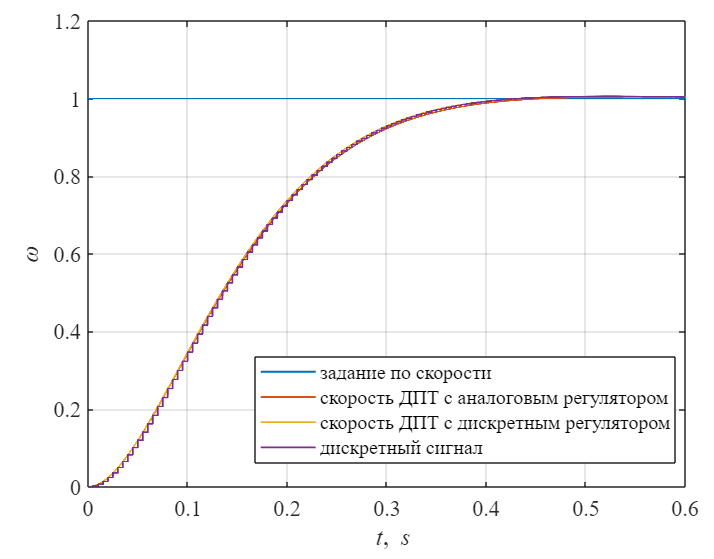 1.2
1
0.8
0.6
0.4
0.2
0
ω
задание по скорости
скорость ДПТ с аналоговым регулятором
скорость ДПТ с дискретным регулятором
дискретный сигнал
0 0.1 0.2 0.3 0.4 0.5 0.6
t, s